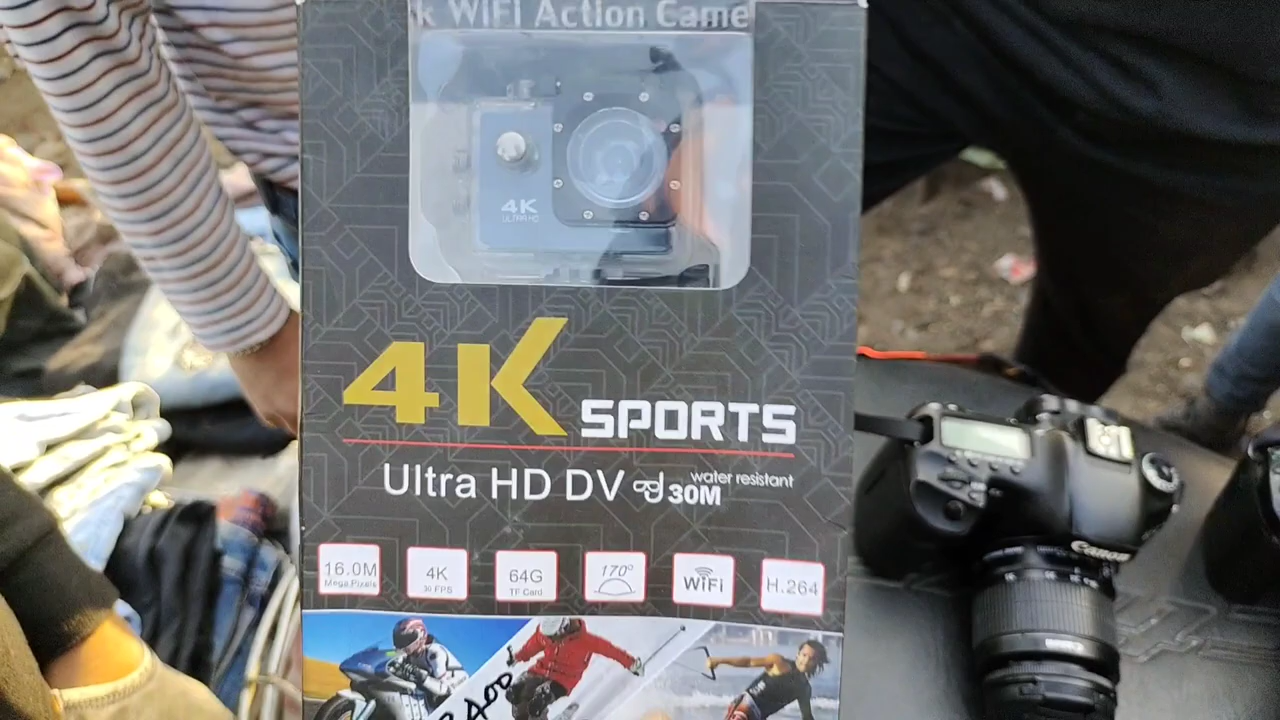 k WiFi Action Came
4K
ULTRA HD
4K SPORTS
Ultra HD DV 30M water resistant
16.0M
Mega Pixels
4K
30 FPS
64G
TF Card
170°
WiFi
H.264
Canon